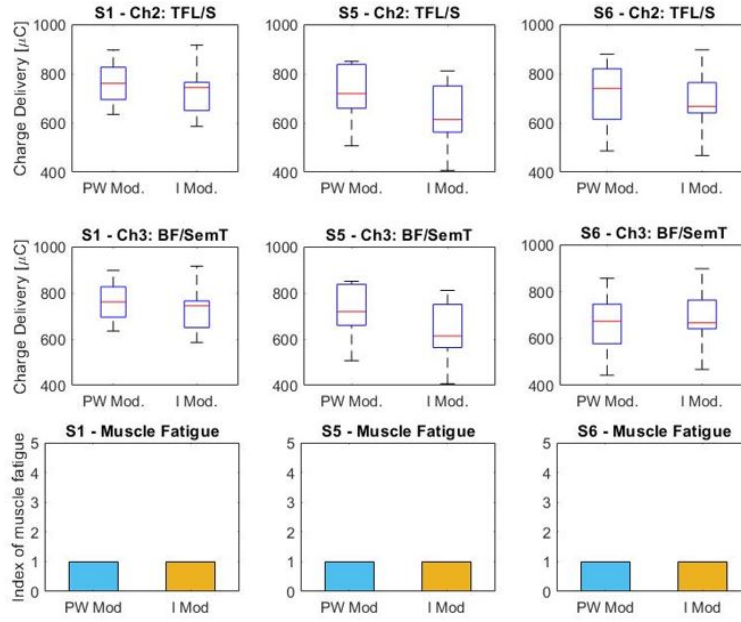 S1 - Ch2: TFL/S
S5 - Ch2: TFL/S
S6 - Ch2: TFL/S
Charge Delivery [μC]
1000
800
600
400
PW Mod.
I Mod.
1000
800
600
400
PW Mod.
I Mod.
1000
800
600
400
PW Mod.
I Mod.
S1 - Ch3: BF/SemT
S5 - Ch3: BF/SemT
S6 - Ch3: BF/SemT
Charge Delivery [μC]
1000
800
600
400
PW Mod.
I Mod.
1000
800
600
400
PW Mod.
I Mod.
1000
800
600
400
PW Mod.
I Mod.
S1 - Muscle Fatigue
S5 - Muscle Fatigue
S6 - Muscle Fatigue
Index of muscle fatigue
5
4
3
2
1
0
PW Mod
I Mod
5
4
3
2
1
0
PW Mod
I Mod
5
4
3
2
1
0
PW Mod
I Mod